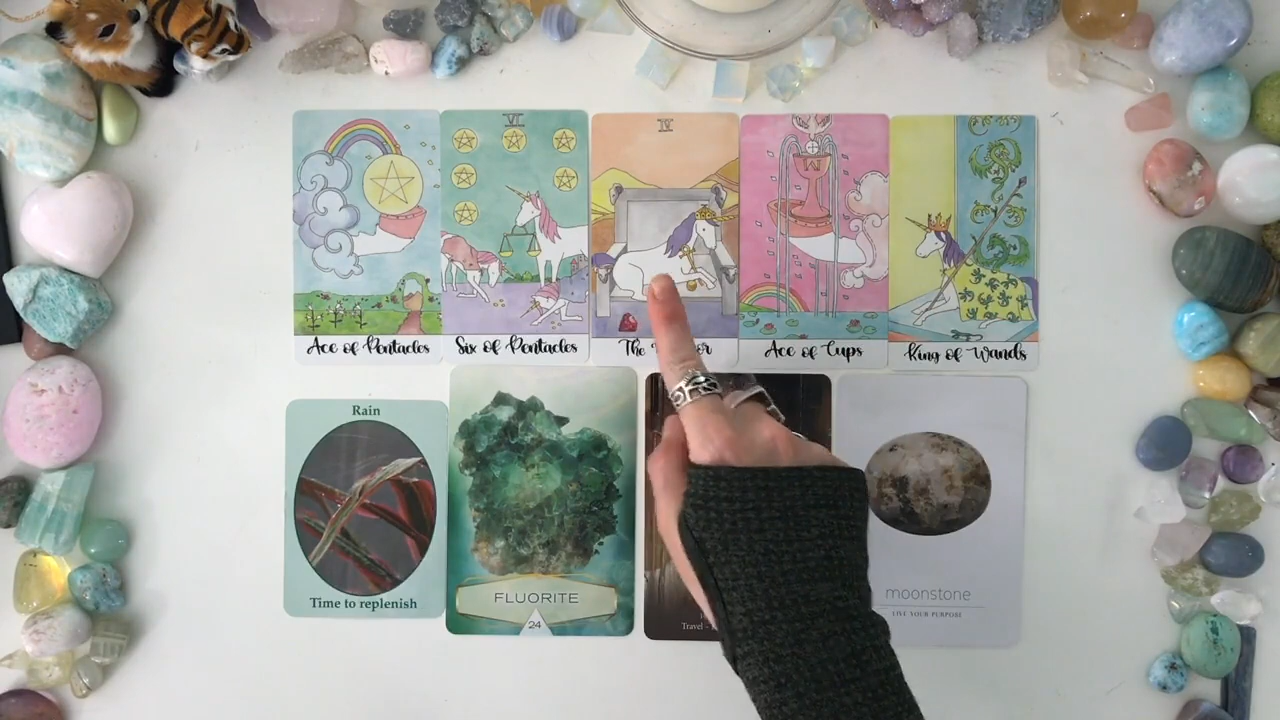 VI
IV
Ace of Pentacles
Six of Pentacles
The
Ace of Cups
King of Wands
Rain
Time to replenish
FLUORITE
24
Travel
moonstone
LIVE YOUR PURPOSE